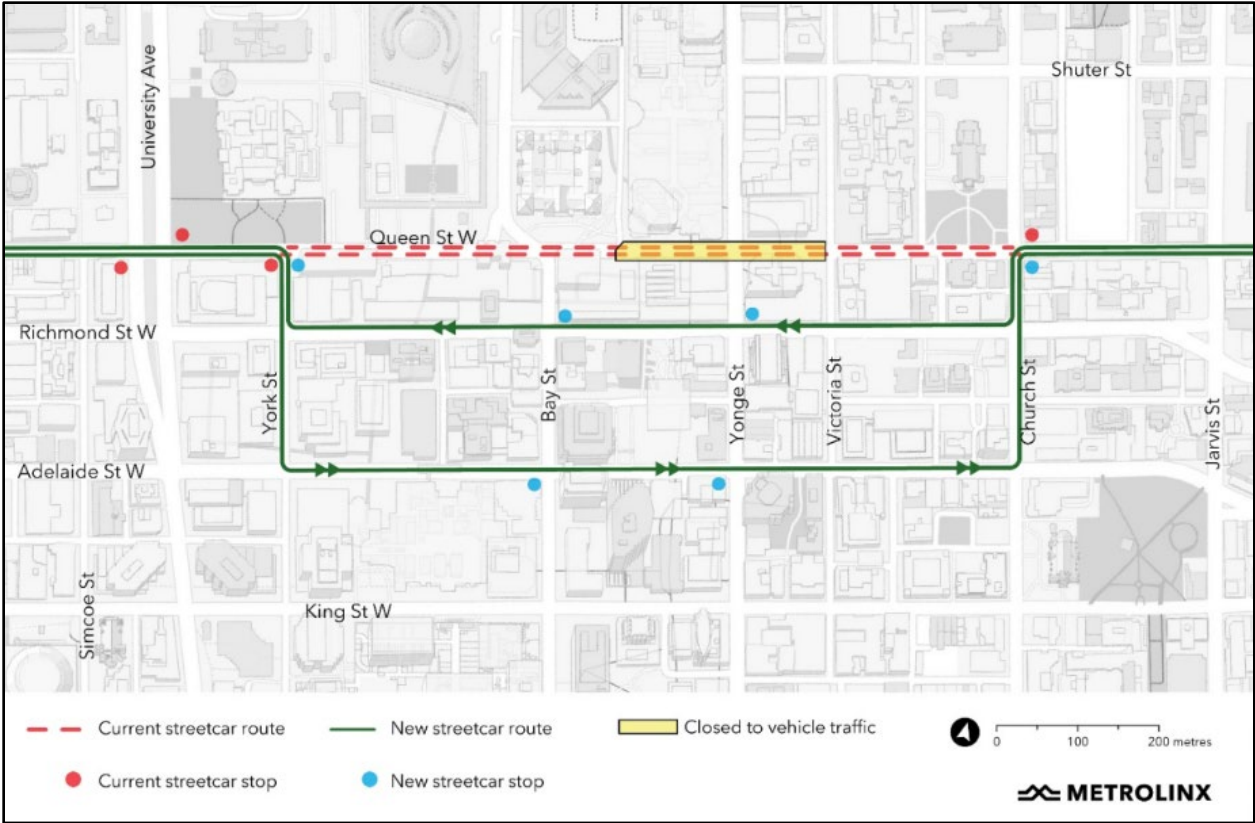 University Ave
Shuter St
Queen St W
Richmond St W
York St
Bay St
Yonge St
Victoria St
Church St
Jarvis St
Adelaide St W
Simcoe St
King St W
Current streetcar route
New streetcar route
Closed to vehicle traffic
0 100 200 metres
Current streetcar stop
New streetcar stop
METROLINX